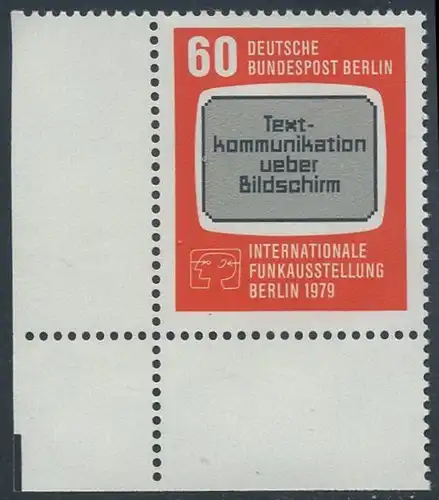 60
DEUTSCHE
BUNDESPOST BERLIN
Text-
kommunikation
ueber
Bildschirm
INTERNATIONALE
FUNKAUSSTELLUNG
BERLIN 1979